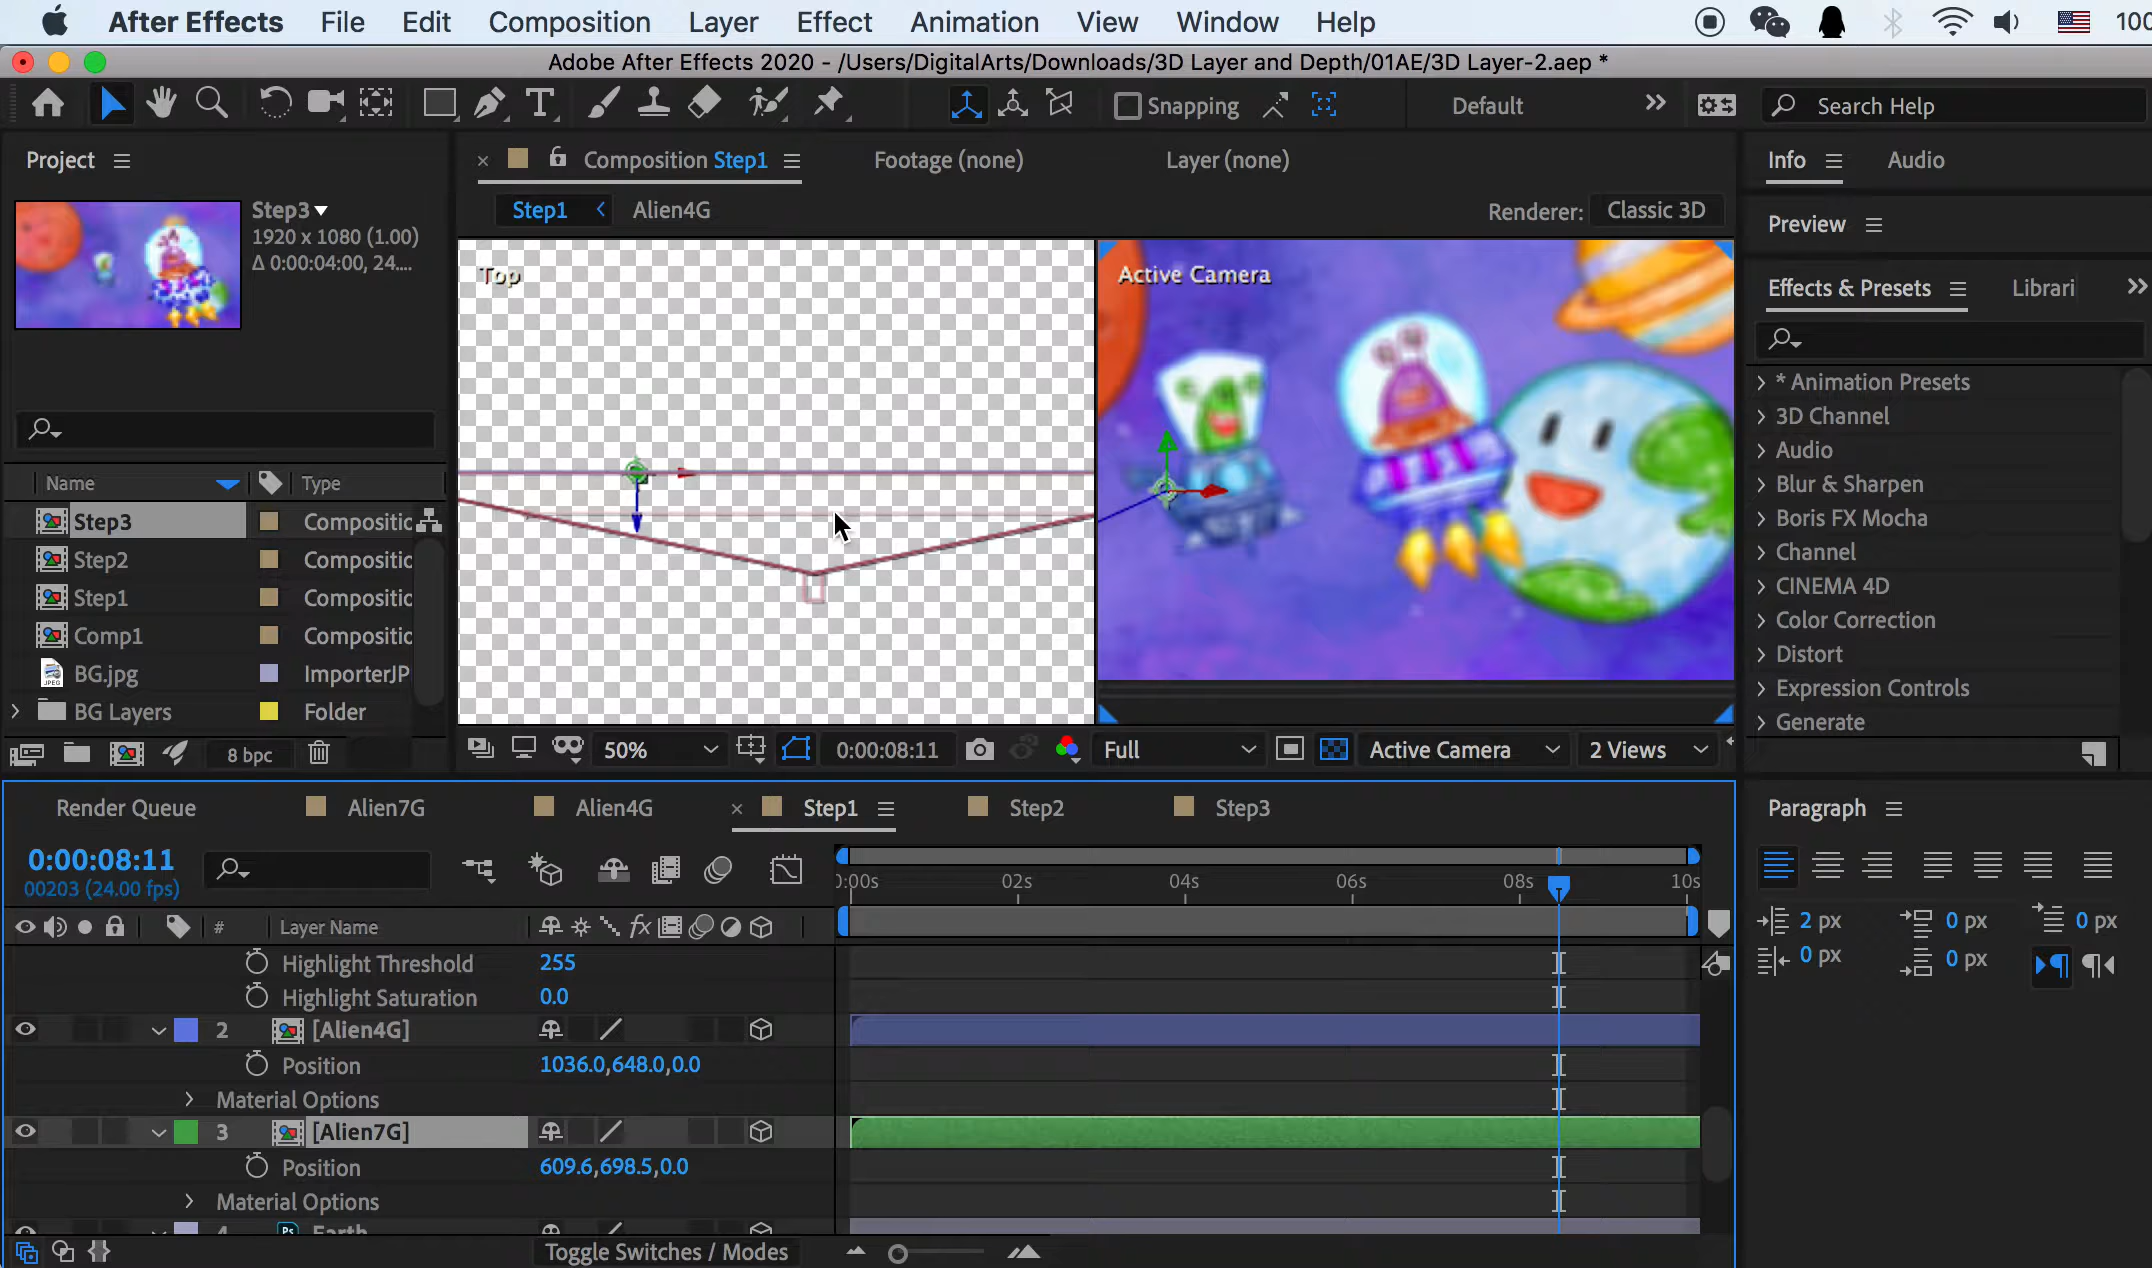 After Effects File Edit Composition Layer Effect Animation View Window Help
Adobe After Effects 2020 - /Users/DigitalArts/Downloads/3D Layer and Depth/01AE/3D Layer-2.aep *
Snapping Default Search Help
Project
Step3
1920 x 1080 (1.00)
Δ 0:00:04:00, 24....
Name Type
Step3 Compositic
Step2 Compositic
Step1 Compositic
Comp1 Compositic
BG.jpg ImporterJP
BG Layers Folder
8 bpc
Composition Step1 Footage (none) Layer (none)
Step1 Alien4G Renderer: Classic 3D
Top
Active Camera
50% 0:00:08:11 Full Active Camera 2 Views
Info Audio
Preview
Effects & Presets Librari
* Animation Presets
3D Channel
Audio
Blur & Sharpen
Boris FX Mocha
Channel
CINEMA 4D
Color Correction
Distort
Expression Controls
Generate
Render Queue Alien7G Alien4G Step1 Step2 Step3
0:00:08:11
00203 (24.00 fps)
0:00s 02s 04s 06s 08s 10s
# Layer Name
Highlight Threshold 255
Highlight Saturation 0.0
2 [Alien4G]
Position 1036.0,648.0,0.0
Material Options
3 [Alien7G]
Position 609.6,698.5,0.0
Material Options
4 Ps Earth
Toggle Switches / Modes
Paragraph
2 px 0 px 0 px
0 px 0 px